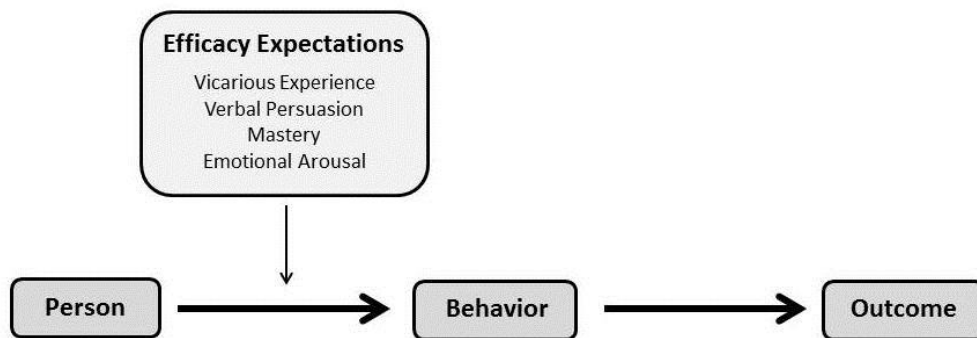 Efficacy Expectations
Vicarious Experience
Verbal Persuasion
Mastery
Emotional Arousal
Person
Behavior
Outcome